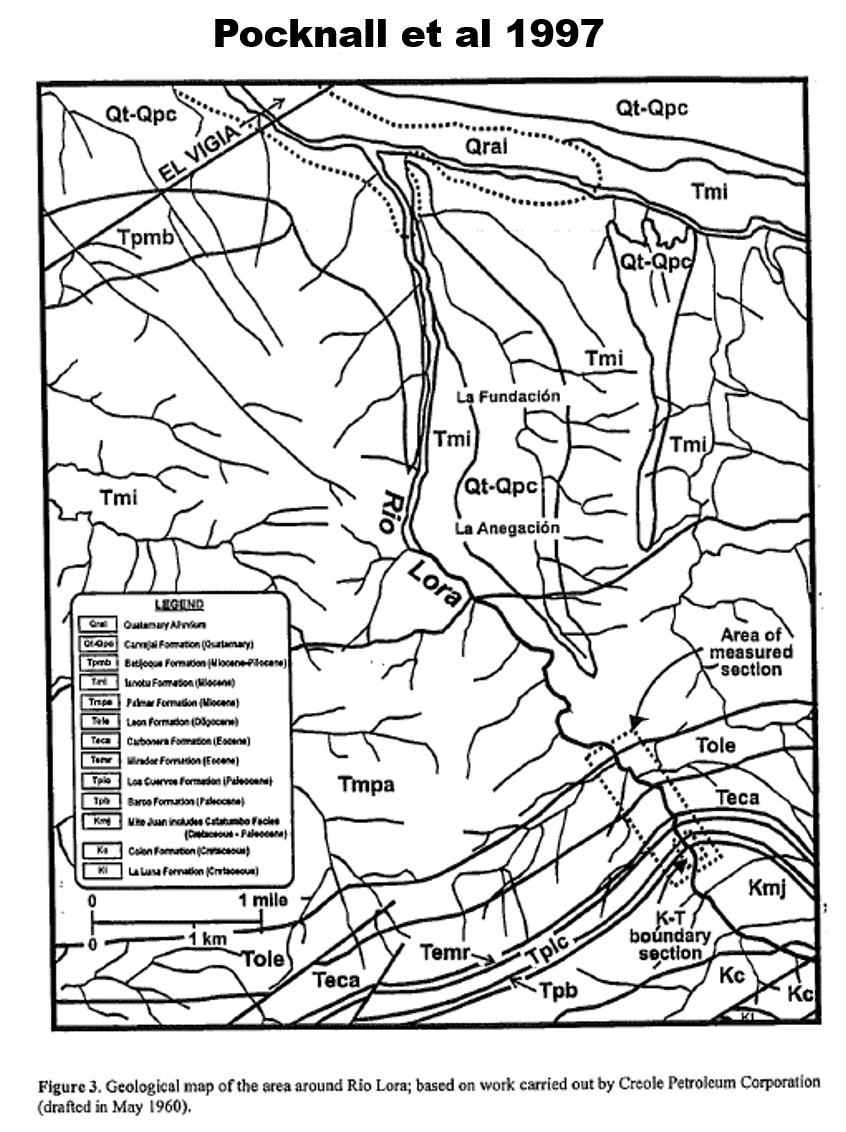 Pocknall et al 1997
Qt-Qpc
Qt-Qpc
EL VIGIA
Qral
Tmi
Tpmb
Qt-Qpc
Tmi
La Fundación
Tmi
Tmi
Tmi
Qt-Qpc
Rio
La Anegación
Lora
LEGEND
Qral Quaternary Alluvium
Qt-Qpc Carvajal Formation (Quaternary)
Tpmb Betijoque Formation (Miocene-Pliocene)
Tmi Isnotu Formation (Miocene)
Tmpa Palmar Formation (Miocene)
Tole Leon Formation (Oligocene)
Teca Carbonera Formation (Eocene)
Temr Mirador Formation (Eocene)
Tplc Los Cuervos Formation (Paleocene)
Tpb Barco Formation (Paleocene)
Kmj Mito Juan includes Catatumbo Facies
(Cretaceous - Paleocene)
Kc Colon Formation (Cretaceous)
Kl La Luna Formation (Cretaceous)
Area of
measured
section
Tole
Tmpa
Teca
Kmj
0 1 mile
0 1 km
K-T
boundary
section
Tole
Temr
Tplc
Teca
Tpb
Kc
Kc
Kl
Figure 3. Geological map of the area around Rio Lora; based on work carried out by Creole Petroleum Corporation
(drafted in May 1960).